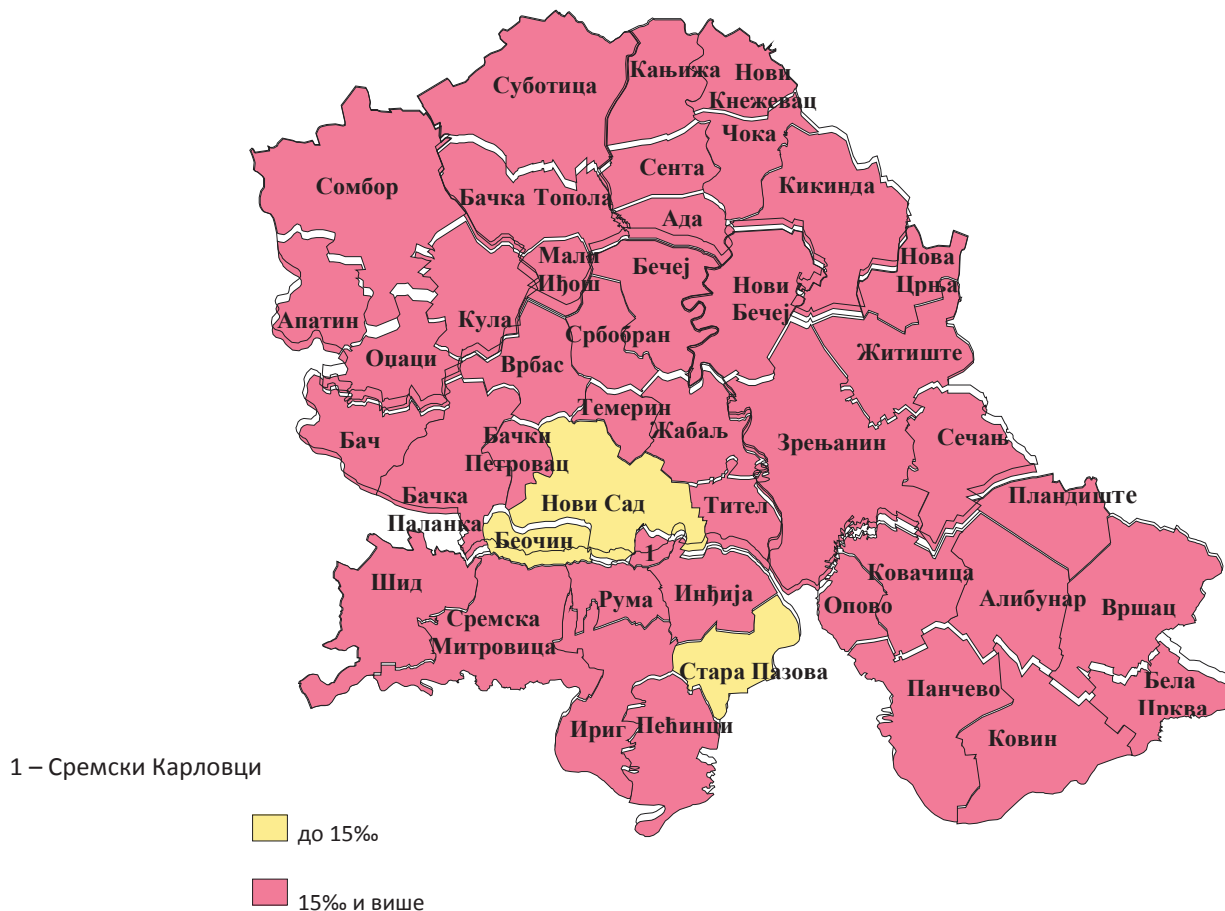 Суботица
Кањижа
Нови
Кнежевац
Чока
Сента
Сомбор
Бачка Топола
Кикинда
Ада
Мали
Иђош
Бечеј
Нови
Бечеј
Нова
Црња
Апатин
Кула
Србобран
Житиште
Оџаци
Врбас
Темерин
Жабаљ
Бач
Бачки
Петровац
Зрењанин
Сечањ
Бачка
Паланка
Нови Сад
Тител
Пландиште
Беочин
1
Шид
Рума
Инђија
Ковачица
Опово
Алибунар
Вршац
Сремска
Митровица
Стара Пазова
Панчево
Бела
Црква
Ириг
Пећинци
Ковин
1 – Сремски Карловци
до 15‰
15‰ и више